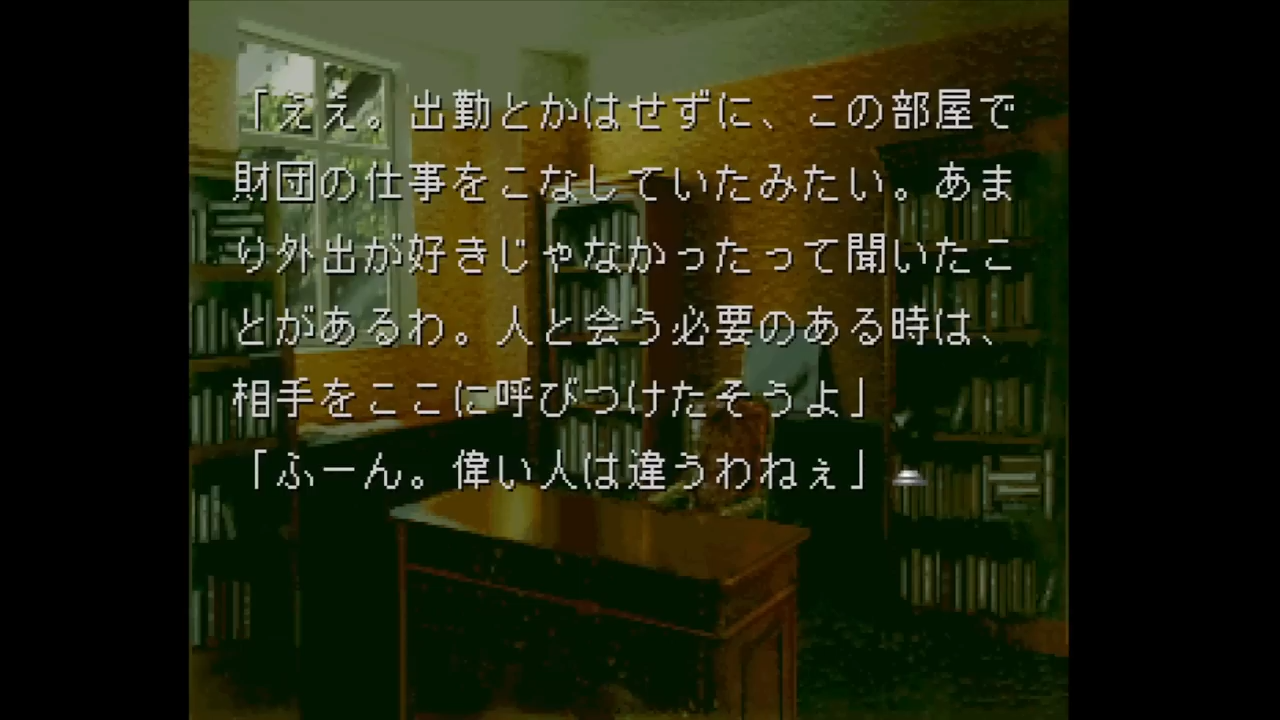 「ええ。出勤とかはせずに、この部屋で
財団の仕事をこなしていたみたい。あま
り外出が好きじゃなかったって聞いたこ
とがあるわ。人と会う必要のある時は、
相手をここに呼びつけたそうよ」
「ふーん。偉い人は違うわねぇ」